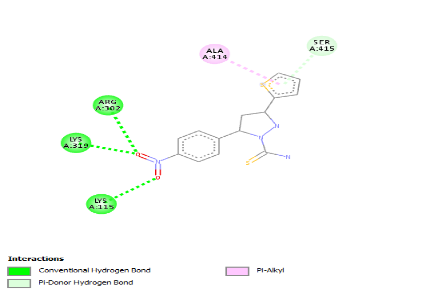 SER
A:415
ALA
A:414
ARG
A:302
LYS
A:319
LYS
A:115
N
N
N
N
O
O
S
S
Interactions
Conventional Hydrogen Bond
Pi-Donor Hydrogen Bond
Pi-Alkyl